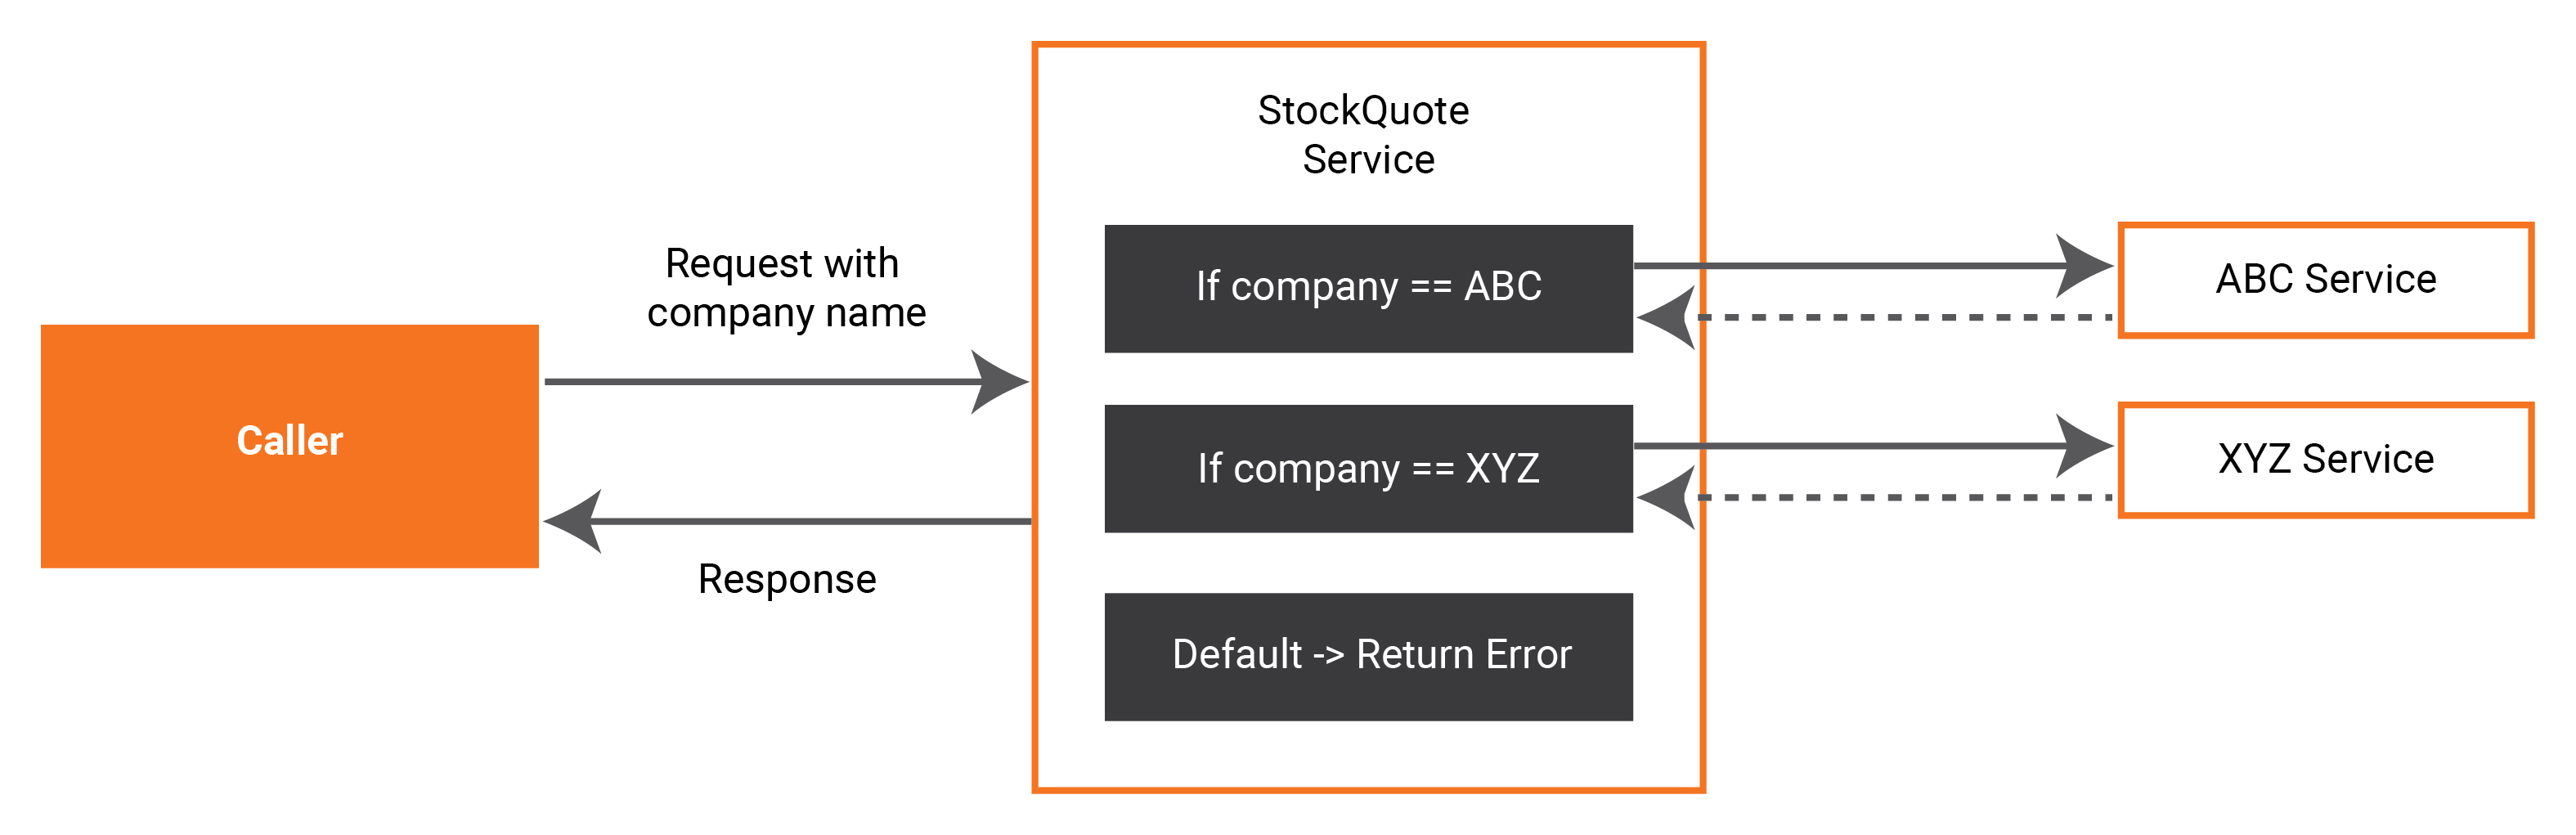 Caller
Request with
company name
Response
StockQuote
Service
If company == ABC
If company == XYZ
Default -> Return Error
ABC Service
XYZ Service